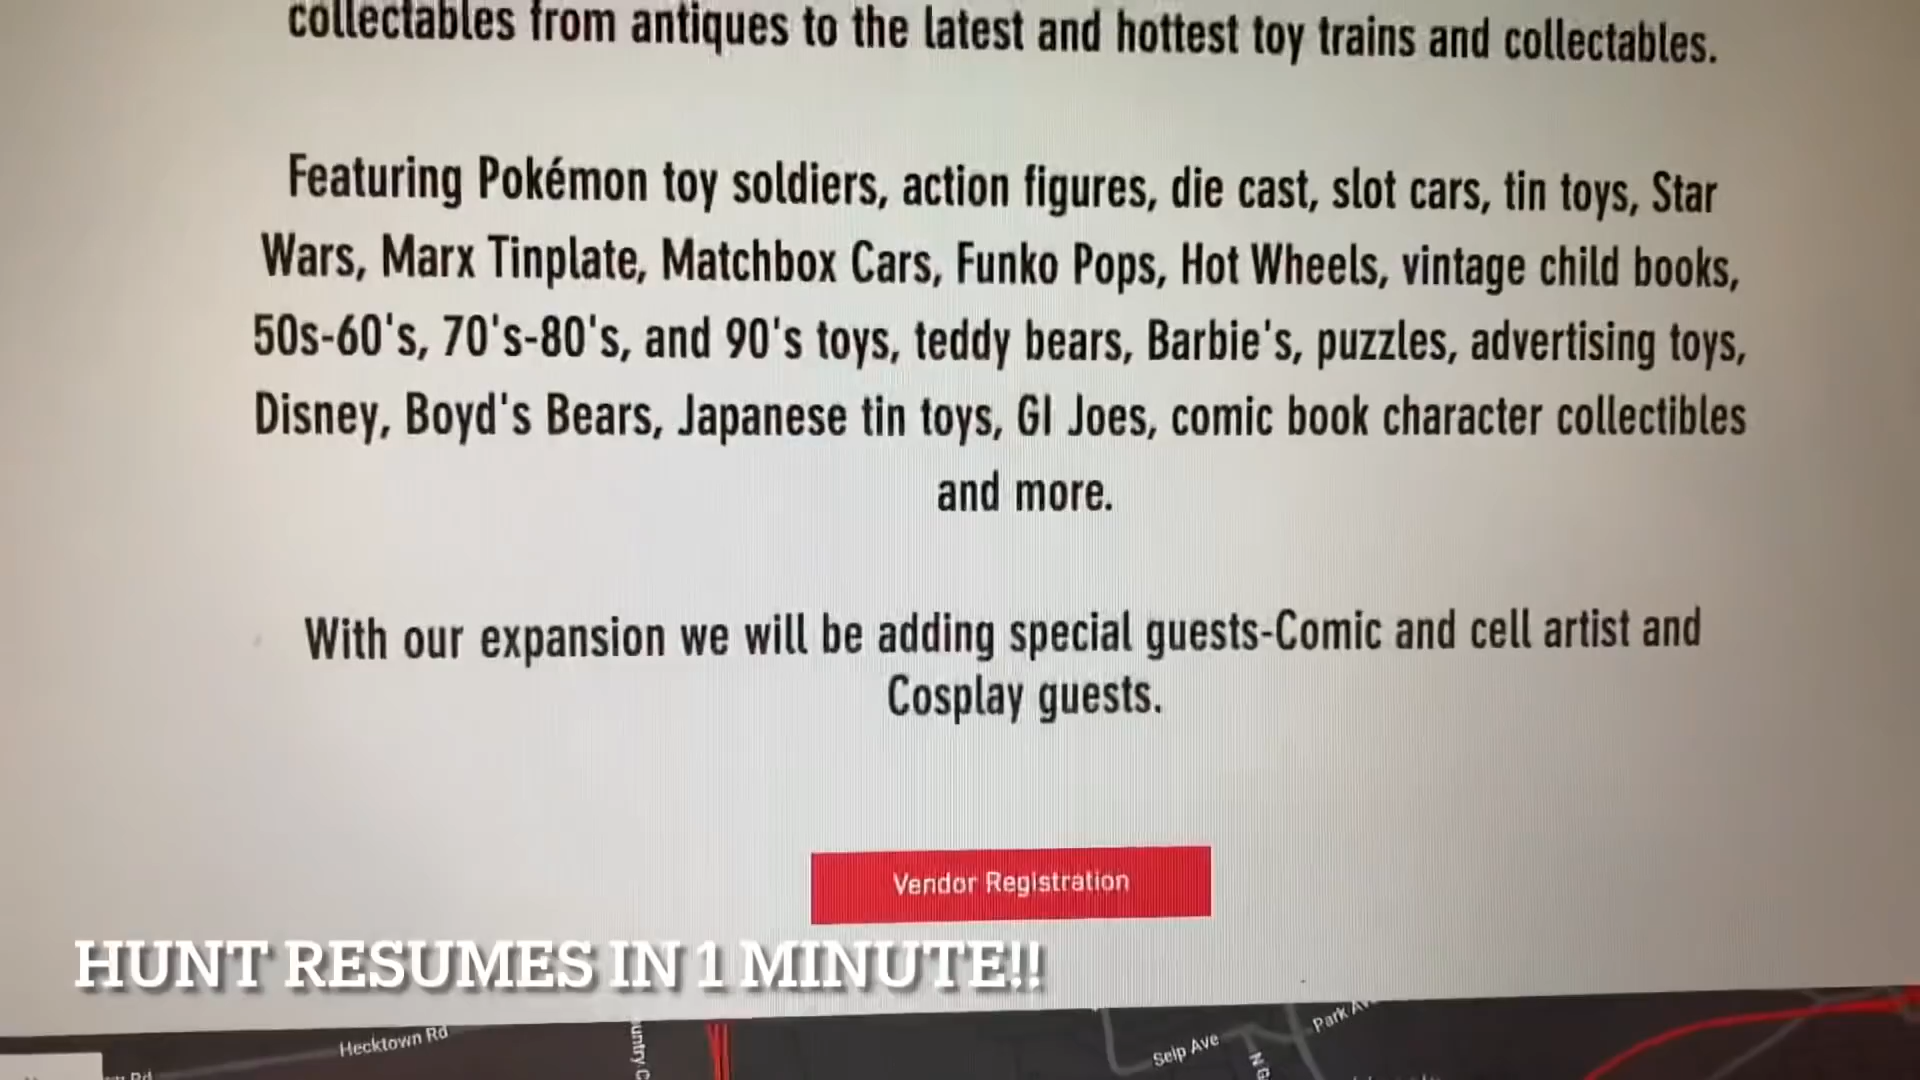 collectables from antiques to the latest and hottest toy trains and collectables.
Featuring Pokémon toy soldiers, action figures, die cast, slot cars, tin toys, Star
Wars, Marx Tinplate, Matchbox Cars, Funko Pops, Hot Wheels, vintage child books,
50s-60's, 70's-80's, and 90's toys, teddy bears, Barbie's, puzzles, advertising toys,
Disney, Boyd's Bears, Japanese tin toys, GI Joes, comic book character collectibles
and more.
With our expansion we will be adding special guests-Comic and cell artist and
Cosplay guests.
Vendor Registration
HUNT RESUMES IN 1 MINUTE!!
Hecktown Rd
Seip Ave
Park
Rd